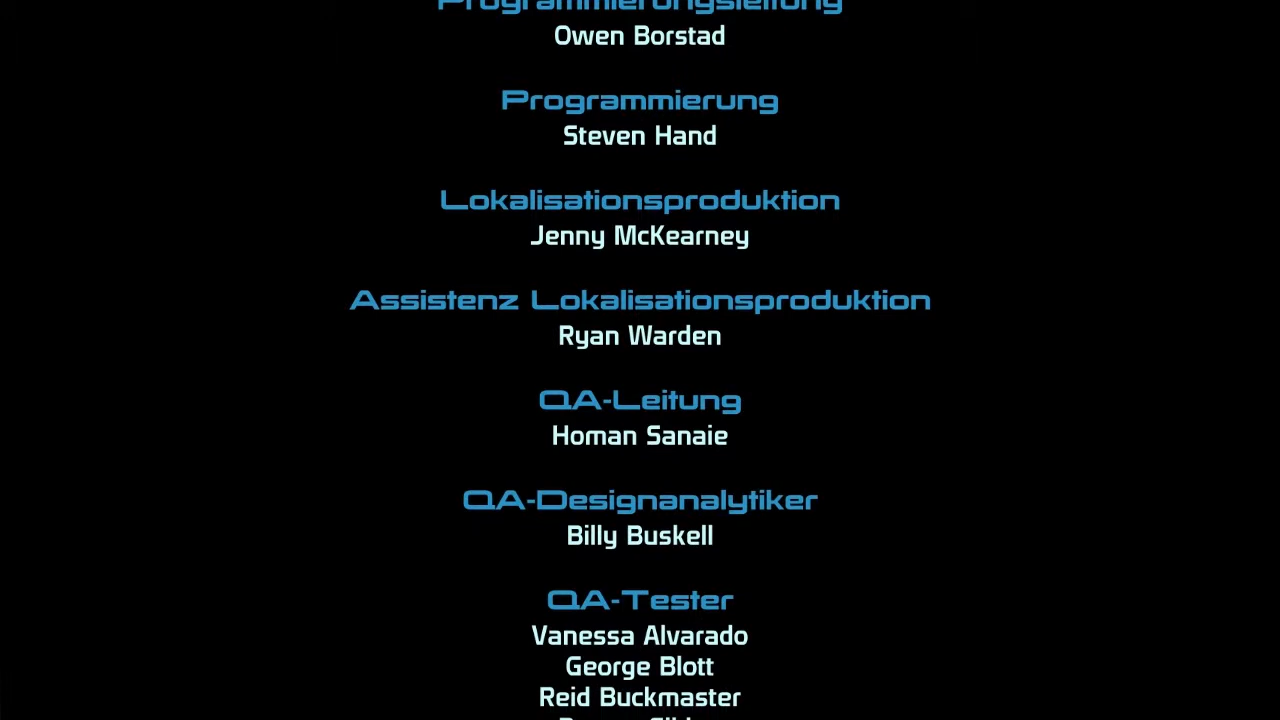 Programmierungsleitung
Owen Borstad
Programmierung
Steven Hand
Lokalisationsproduktion
Jenny McKearney
Assistenz Lokalisationsproduktion
Ryan Warden
QA-Leitung
Homan Sanaie
QA-Designanalytiker
Billy Buskell
QA-Tester
Vanessa Alvarado
George Blott
Reid Buckmaster